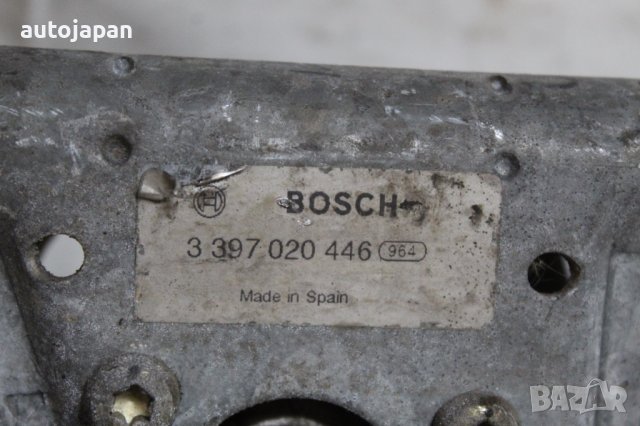 autojapan
BOSCH
3 397 020 446 964
Made in Spain
BAZAR